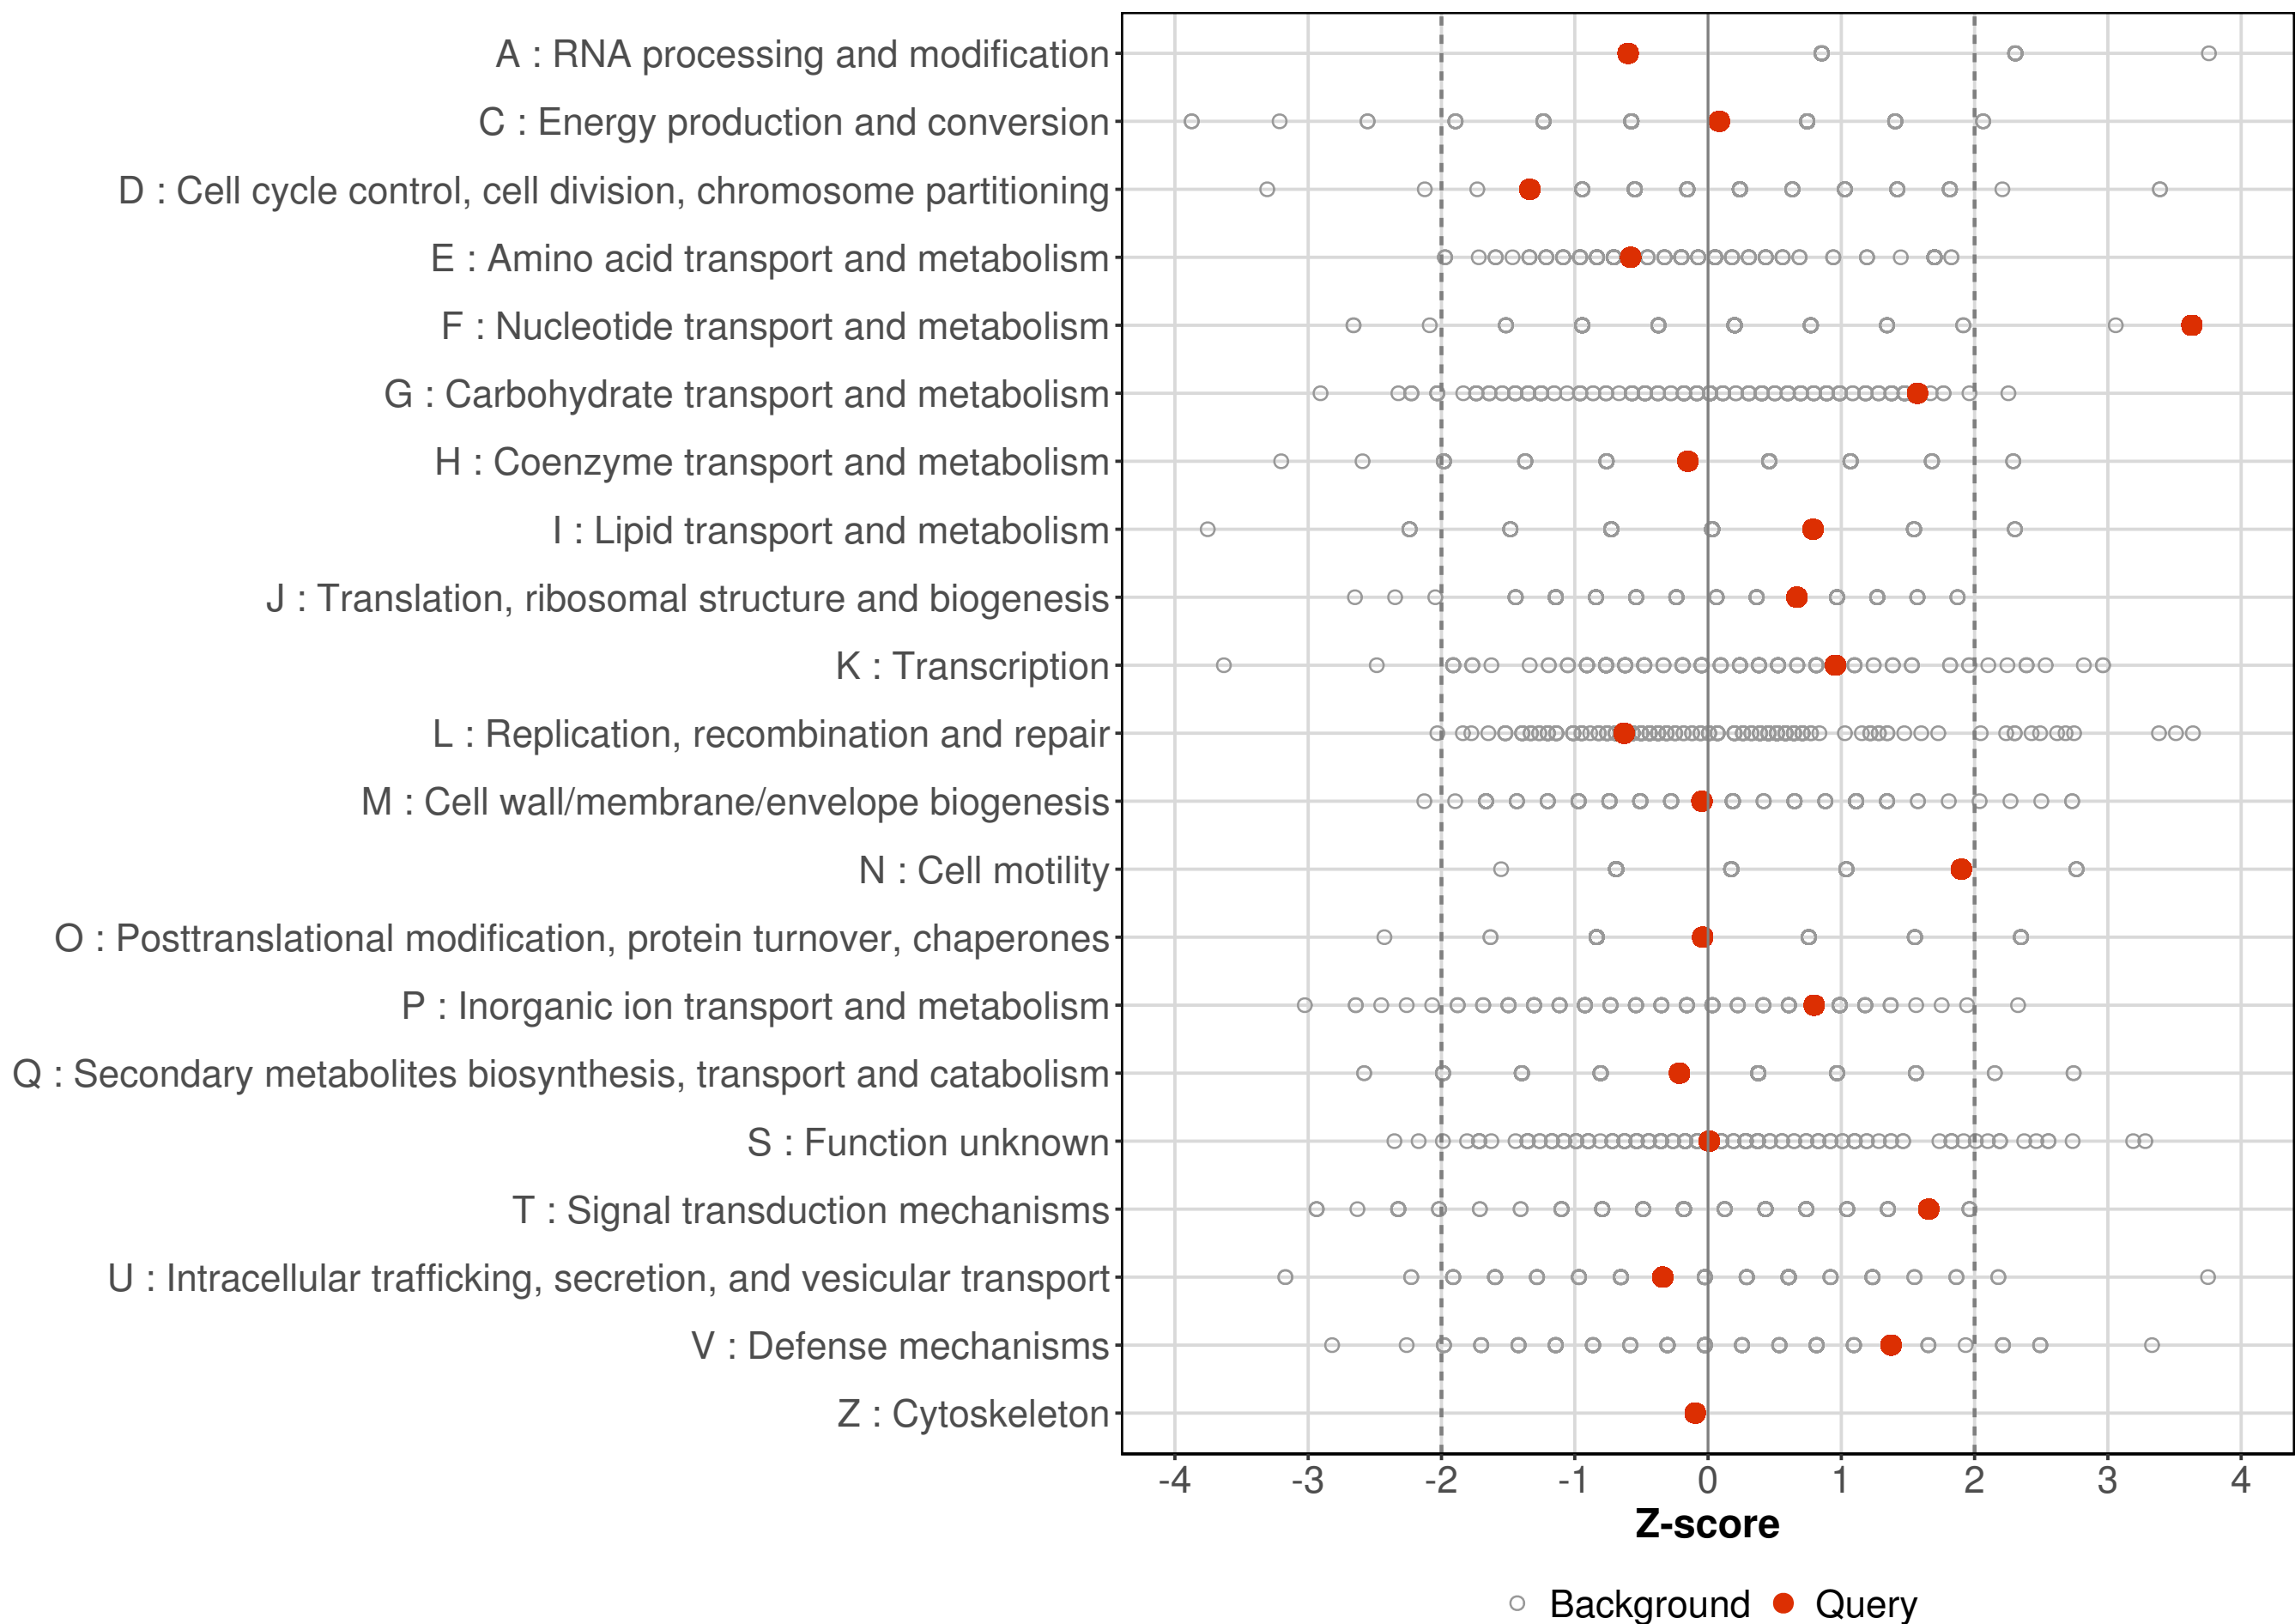 A : RNA processing and modification
C : Energy production and conversion
D : Cell cycle control, cell division, chromosome partitioning
E : Amino acid transport and metabolism
F : Nucleotide transport and metabolism
G : Carbohydrate transport and metabolism
H : Coenzyme transport and metabolism
I : Lipid transport and metabolism
J : Translation, ribosomal structure and biogenesis
K : Transcription
L : Replication, recombination and repair
M : Cell wall/membrane/envelope biogenesis
N : Cell motility
O : Posttranslational modification, protein turnover, chaperones
P : Inorganic ion transport and metabolism
Q : Secondary metabolites biosynthesis, transport and catabolism
S : Function unknown
T : Signal transduction mechanisms
U : Intracellular trafficking, secretion, and vesicular transport
V : Defense mechanisms
Z : Cytoskeleton
-4 -3 -2 -1 0 1 2 3 4
Z-score
Background Query